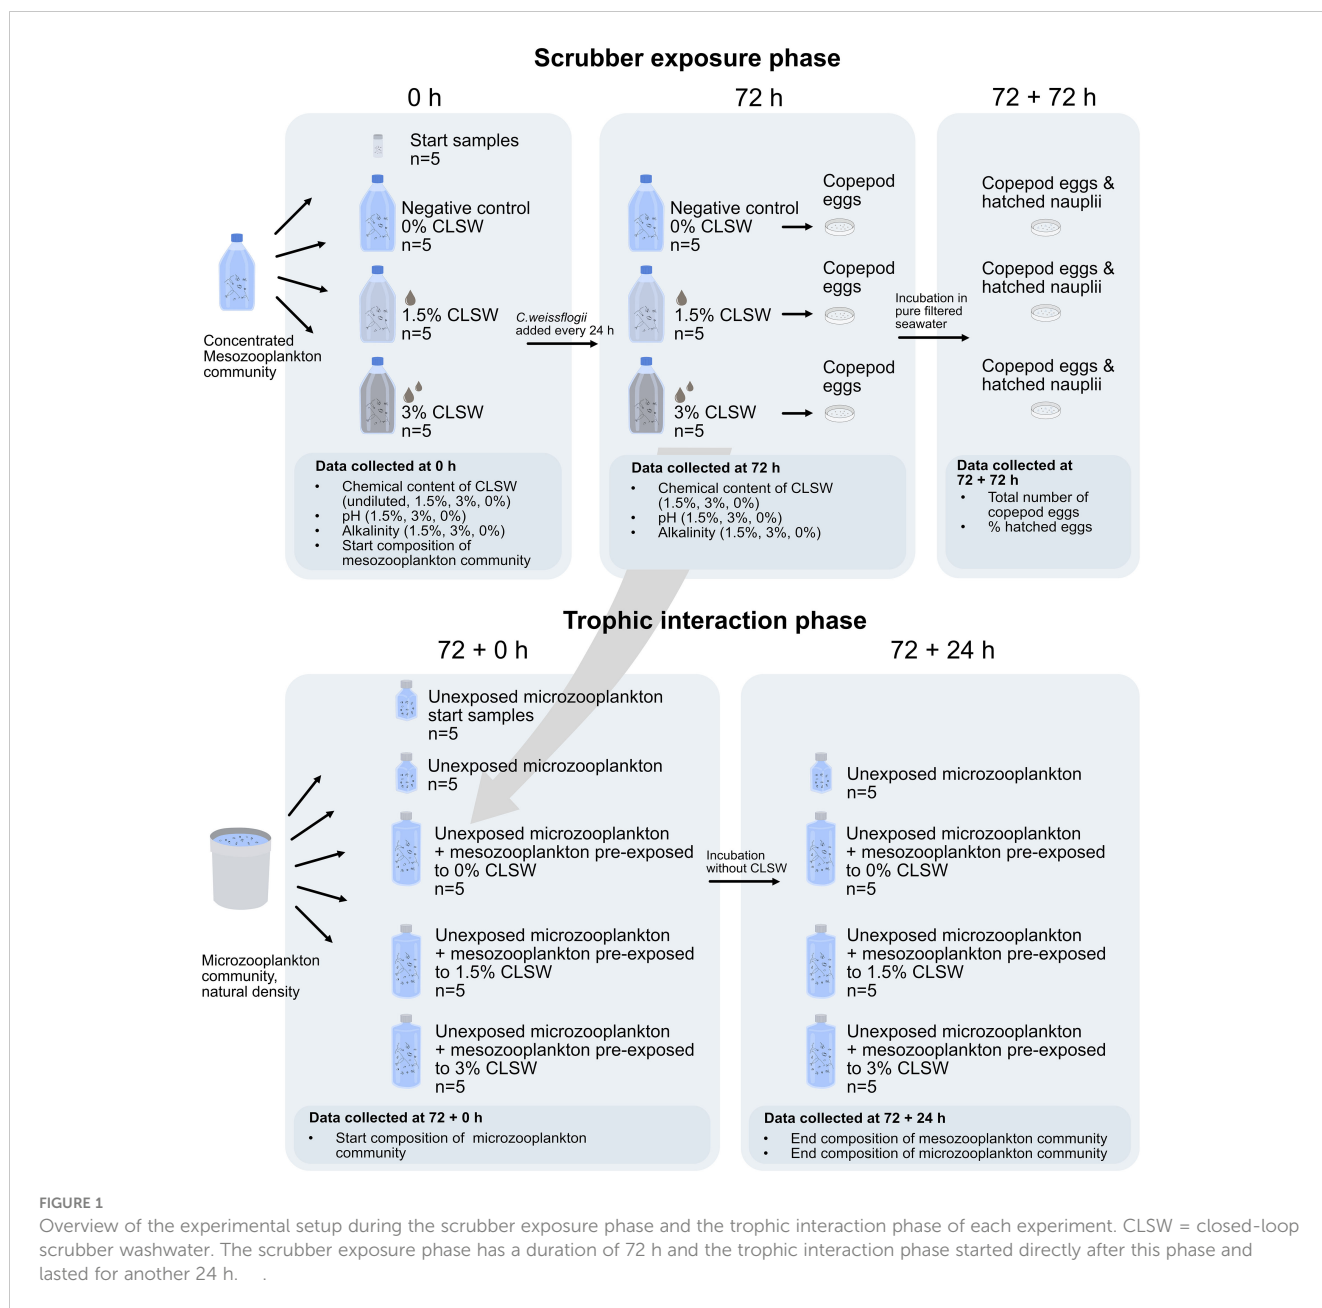 Scrubber exposure phase
0 h
72 h
72 + 72 h
Start samples
n=5
Negative control
0% CLSW
n=5
1.5% CLSW
n=5
3% CLSW
n=5
Concentrated
Mesozooplankton
community
C.weissflogii
added every 24 h
Negative control
0% CLSW
n=5
1.5% CLSW
n=5
3% CLSW
n=5
Copepod
eggs
Copepod
eggs
Copepod
eggs
Incubation in
pure filtered
seawater
Copepod eggs &
hatched nauplii
Copepod eggs &
hatched nauplii
Copepod eggs &
hatched nauplii
Data collected at 0 h
• Chemical content of CLSW
(undiluted, 1.5%, 3%, 0%)
• pH (1.5%, 3%, 0%)
• Alkalinity (1.5%, 3%, 0%)
• Start composition of
mesozooplankton community
Data collected at 72 h
• Chemical content of CLSW
(1.5%, 3%, 0%)
• pH (1.5%, 3%, 0%)
• Alkalinity (1.5%, 3%, 0%)
Data collected at
72 + 72 h
• Total number of
copepod eggs
• % hatched eggs
Trophic interaction phase
72 + 0 h
72 + 24 h
Unexposed microzooplankton
start samples
n=5
Unexposed microzooplankton
n=5
Unexposed microzooplankton
+ mesozooplankton pre-exposed
to 0% CLSW
n=5
Unexposed microzooplankton
+ mesozooplankton pre-exposed
to 1.5% CLSW
n=5
Unexposed microzooplankton
+ mesozooplankton pre-exposed
to 3% CLSW
n=5
Microzooplankton
community,
natural density
Incubation
without CLSW
Unexposed microzooplankton
n=5
Unexposed microzooplankton
+ mesozooplankton pre-exposed
to 0% CLSW
n=5
Unexposed microzooplankton
+ mesozooplankton pre-exposed
to 1.5% CLSW
n=5
Unexposed microzooplankton
+ mesozooplankton pre-exposed
to 3% CLSW
n=5
Data collected at 72 + 0 h
• Start composition of microzooplankton
community
Data collected at 72 + 24 h
• End composition of mesozooplankton community
• End composition of microzooplankton community
FIGURE 1
Overview of the experimental setup during the scrubber exposure phase and the trophic interaction phase of each experiment. CLSW = closed-loop
scrubber washwater. The scrubber exposure phase has a duration of 72 h and the trophic interaction phase started directly after this phase and
lasted for another 24 h. .